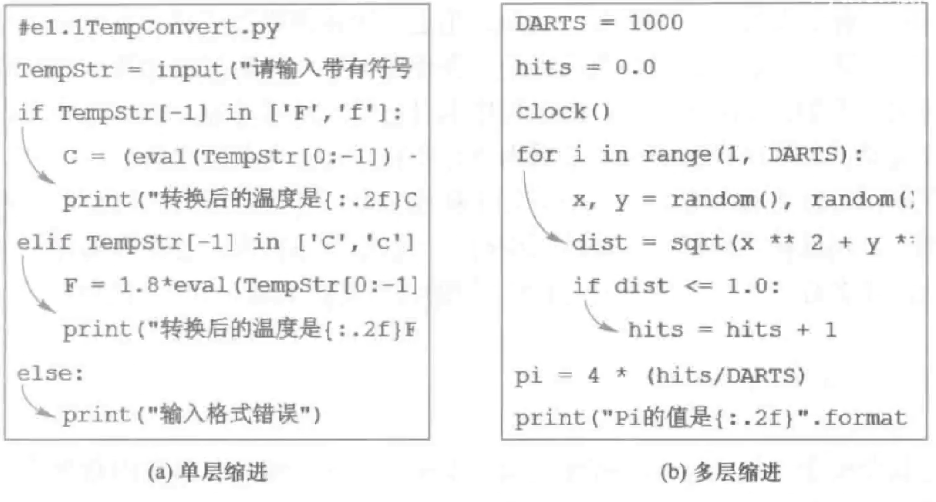 #e1.1TempConvert.py
TempStr = input("请输入带有符号
if TempStr[-1] in ['F','f']:
C = (eval(TempStr[0:-1]) -
print("转换后的温度是{:.2f}C
elif TempStr[-1] in ['C','c']
F = 1.8*eval(TempStr[0:-1]
print("转换后的温度是{:.2f}F
else:
print("输入格式错误")
(a) 单层缩进
DARTS = 1000
hits = 0.0
clock()
for i in range(1, DARTS):
x, y = random(), random(
dist = sqrt(x ** 2 + y *
if dist <= 1.0:
hits = hits + 1
pi = 4 * (hits/DARTS)
print("Pi的值是{:.2f}".format
(b) 多层缩进